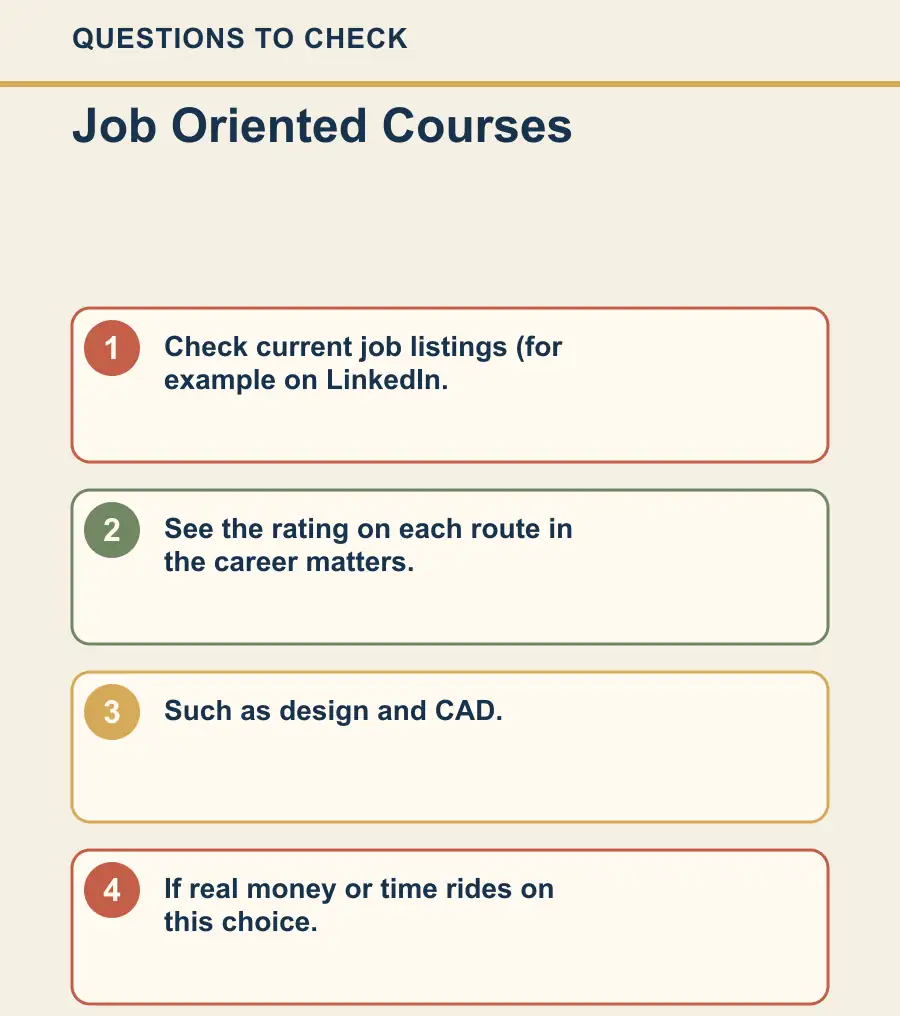 QUESTIONS TO CHECK
Job Oriented Courses
1
Check current job listings (for
example on LinkedIn.
2
See the rating on each route in
the career matters.
3
Such as design and CAD.
4
If real money or time rides on
this choice.